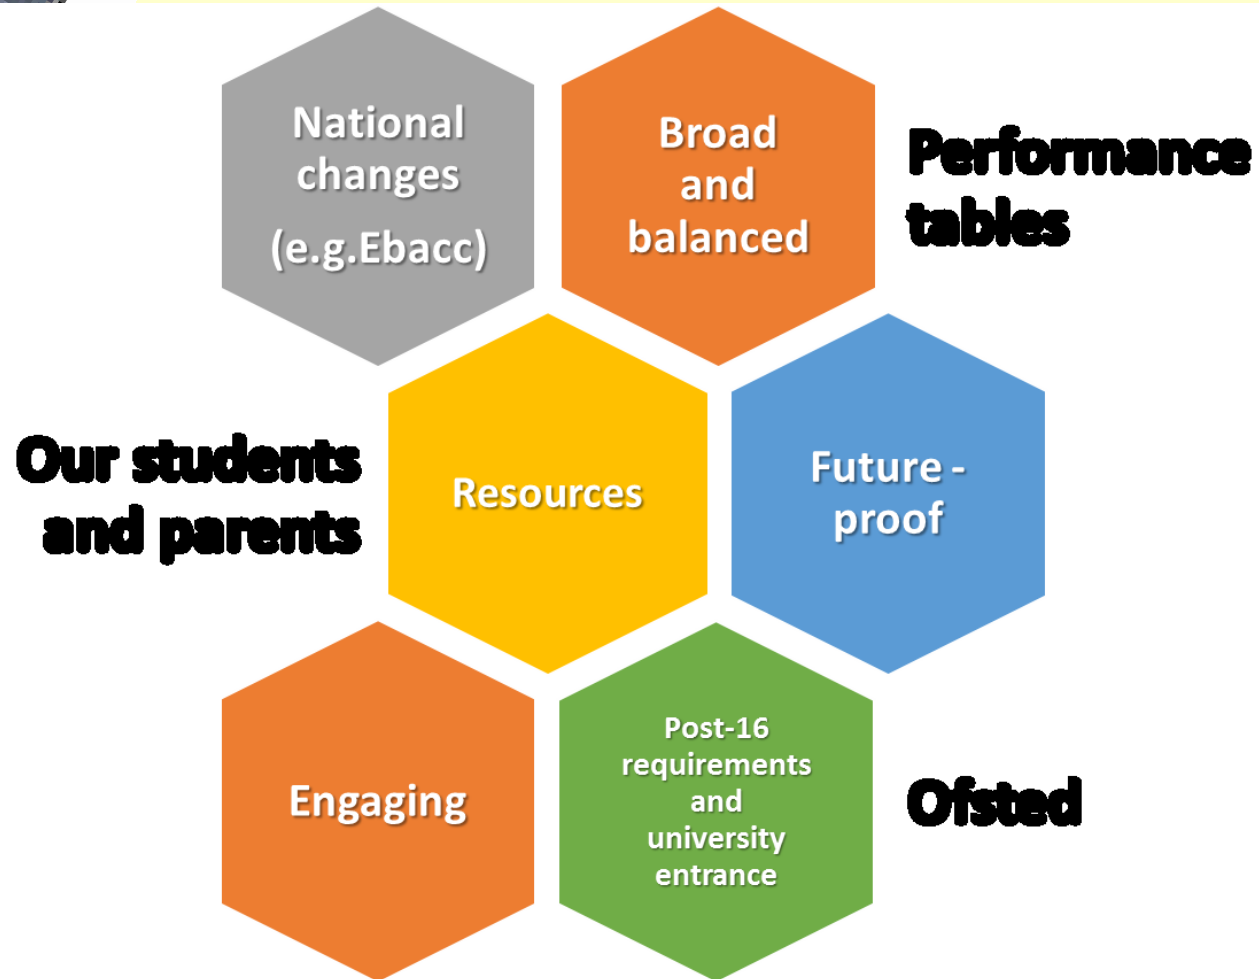 National
changes
(e.g.Ebacc)
Broad
and
balanced
Performance
tables
Our students
and parents
Resources
Future -
proof
Engaging
Post-16
requirements
and
university
entrance
Ofsted